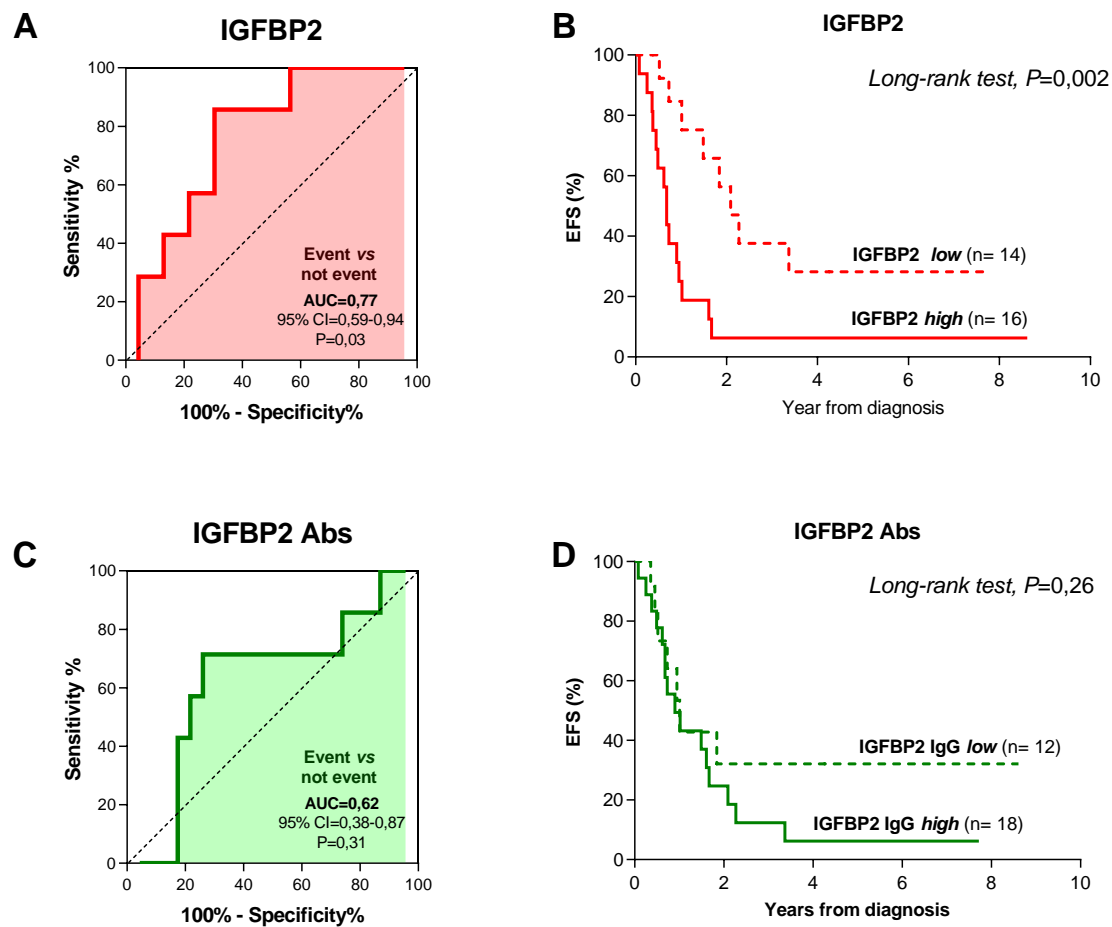 A
IGFBP2
100
80
60
40
20
0
Sensitivity %
Event vs
not event
AUC=0,77
95% CI=0,59-0,94
P=0,03
0 20 40 60 80 100
100% - Specificity%
B
IGFBP2
Long-rank test, P=0,002
100
80
60
40
20
0
EFS (%)
IGFBP2 low (n= 14)
IGFBP2 high (n= 16)
0 2 4 6 8 10
Year from diagnosis
C
IGFBP2 Abs
100
80
60
40
20
0
Sensitivity %
Event vs
not event
AUC=0,62
95% CI=0,38-0,87
P=0,31
0 20 40 60 80 100
100% - Specificity%
D
IGFBP2 Abs
Long-rank test, P=0,26
100
80
60
40
20
0
EFS (%)
IGFBP2 IgG low (n= 12)
IGFBP2 IgG high (n= 18)
0 2 4 6 8 10
Years from diagnosis